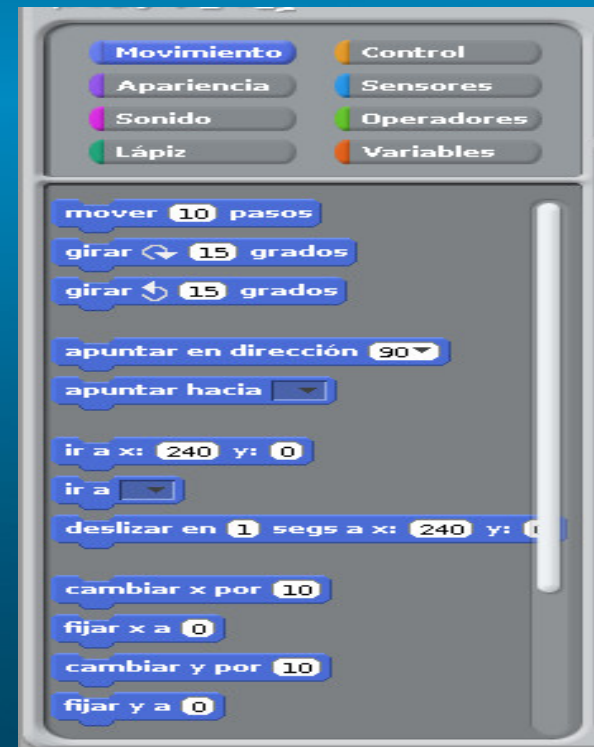 Movimiento Control
Apariencia Sensores
Sonido Operadores
Lápiz Variables
mover 10 pasos
girar 15 grados
girar 15 grados
apuntar en dirección 90
apuntar hacia
ir a x: 240 y: 0
ir a
deslizar en 1 segs a x: 240 y:
cambiar x por 10
fijar x a 0
cambiar y por 10
fijar y a 0